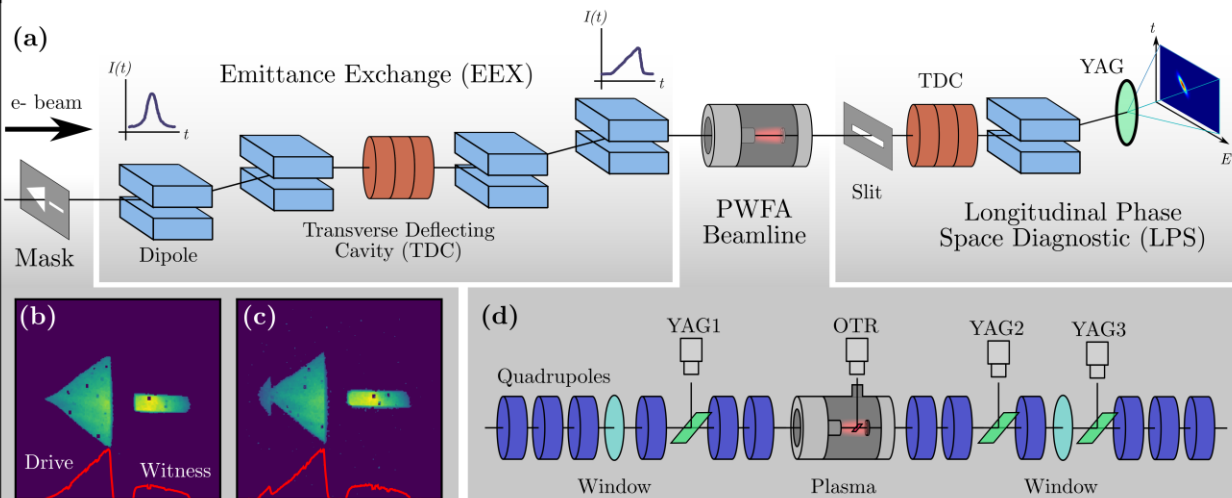 (a)
I(t)
t
e- beam
Mask
Emittance Exchange (EEX)
Dipole
Transverse Deflecting
Cavity (TDC)
I(t)
t
PWFA
Beamline
Slit
TDC
YAG
t
E
Longitudinal Phase
Space Diagnostic (LPS)
(b)
Drive
Witness
(c)
(d)
Quadrupoles
YAG1
OTR
YAG2
YAG3
Window
Plasma
Window